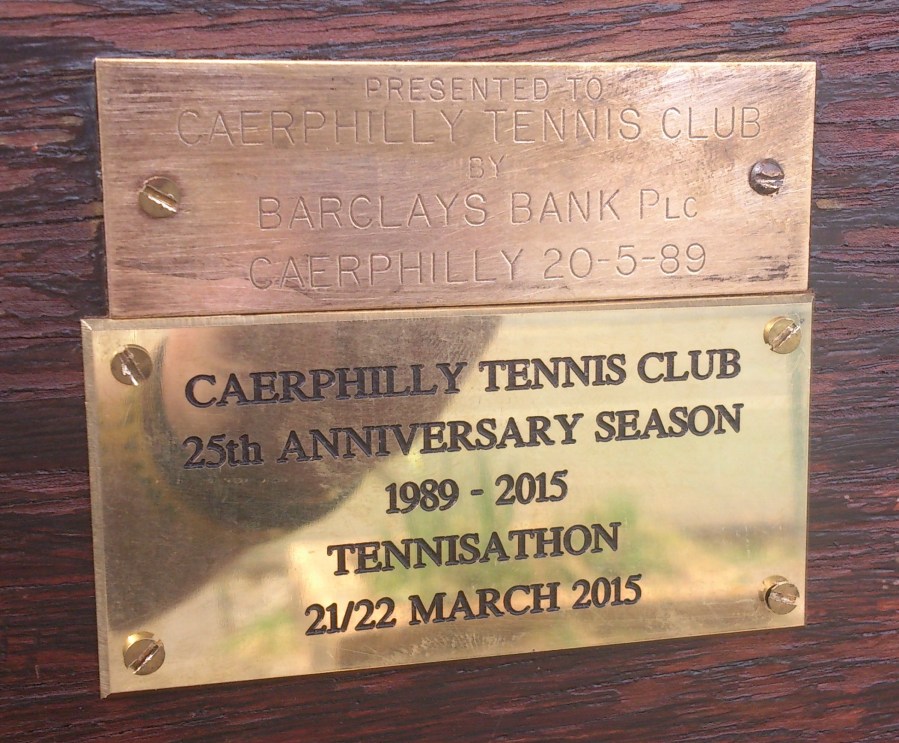 PRESENTED TO
CAERPHILLY TENNIS CLUB
BY
BARCLAYS BANK PLC
CAERPHILLY 20-5-89
CAERPHILLY TENNIS CLUB
25th ANNIVERSARY SEASON
1989 - 2015
TENNISATHON
21/22 MARCH 2015